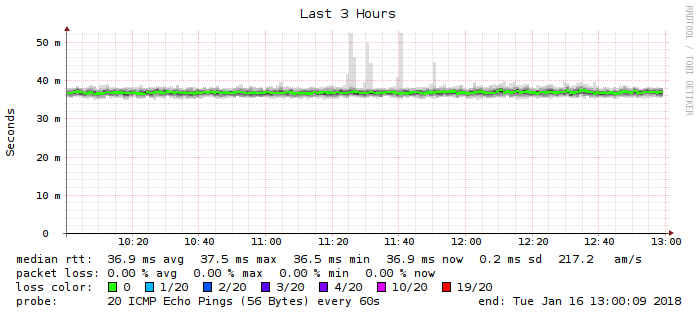 Last 3 Hours
RRDTOOL / TOBI OETIKER
Seconds
50 m
40 m
30 m
20 m
10 m
0
10:20 10:40 11:00 11:20 11:40 12:00 12:20 12:40 13:00
median rtt: 36.9 ms avg 37.5 ms max 36.5 ms min 36.9 ms now 0.2 ms sd 217.2 am/s
packet loss: 0.00 % avg 0.00 % max 0.00 % min 0.00 % now
loss color: 0 1/20 2/20 3/20 4/20 10/20 19/20
probe: 20 ICMP Echo Pings (56 Bytes) every 60s end: Tue Jan 16 13:00:09 2018